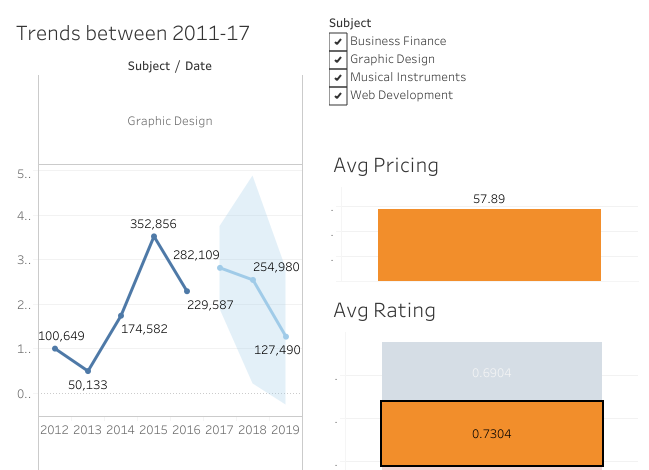 Trends between 2011-17
Subject / Date
Graphic Design
5..
4..
3..
2..
1..
0..
352,856
282,109
254,980
229,587
100,649
174,582
127,490
50,133
2012 2013 2014 2015 2016 2017 2018 2019
Subject
Business Finance
Graphic Design
Musical Instruments
Web Development
Avg Pricing
57.89
Avg Rating
0.6904
0.7304